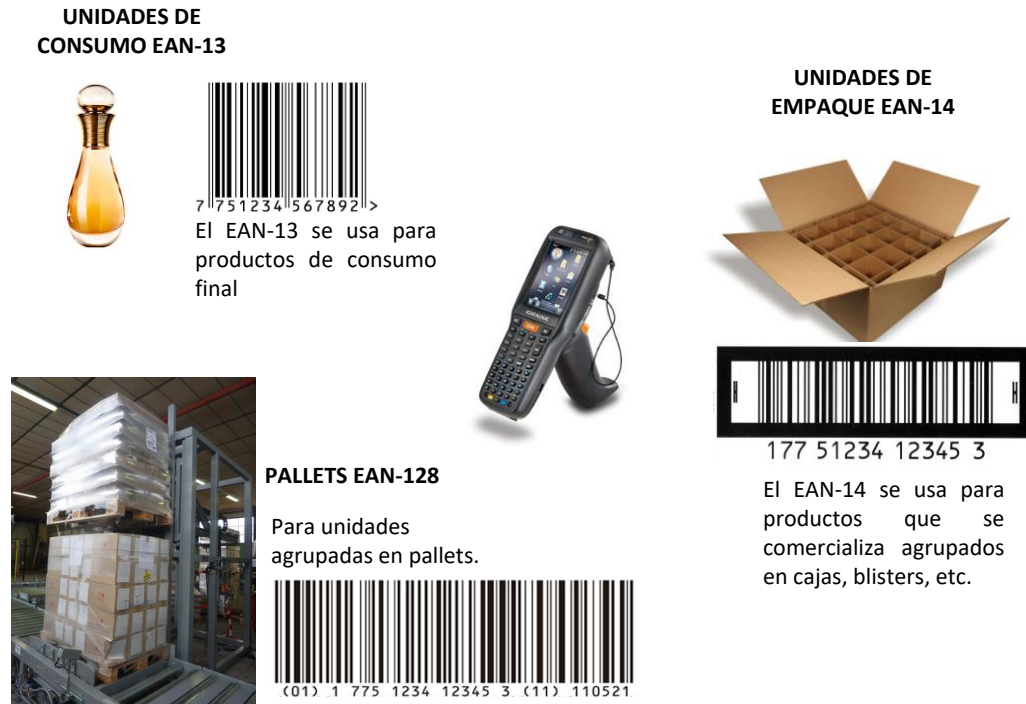 UNIDADES DE
CONSUMO EAN-13
7 751234 567892 >
El EAN-13 se usa para
productos de consumo
final
UNIDADES DE
EMPAQUE EAN-14
177 51234 12345 3
El EAN-14 se usa para
productos que se
comercializa agrupados
en cajas, blisters, etc.
PALLETS EAN-128
Para unidades
agrupadas en pallets.
(01) 1 775 1234 12345 3 (11) 110521